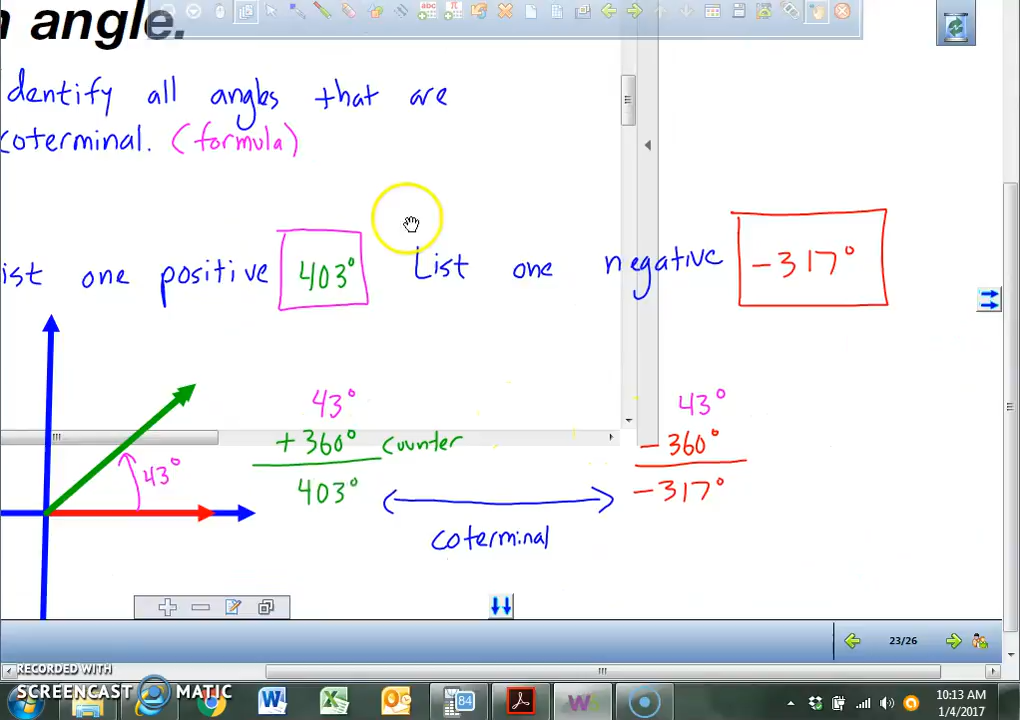 n angle.
dentify all angles that are
coterminal. (formula)
ist one positive 403° List one negative -317°
43° 43°
+360° counter -360°
43° 403° -317°
coterminal
23/26
RECORDED WITH
SCREENCAST MATIC
84
10:13 AM
1/4/2017